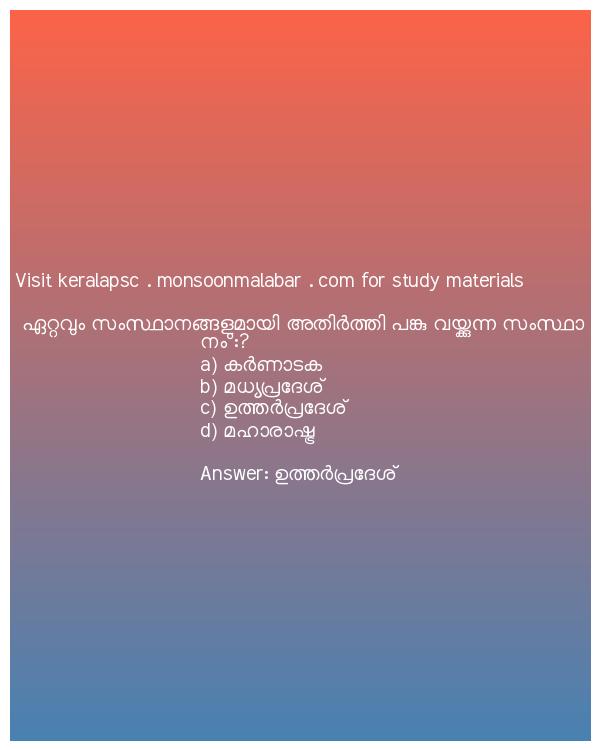 Visit keralapsc . monsoonmalabar . com for study materials
ഏറ്റവും സംസ്ഥാനങ്ങളുമായി അതിർത്തി പങ്കു വയ്ക്കുന്ന സംസ്ഥാ
നം :?
a) കർണാടക
b) മധ്യപ്രദേശ്
c) ഉത്തർപ്രദേശ്
d) മഹാരാഷ്ട്ര
Answer: ഉത്തർപ്രദേശ്